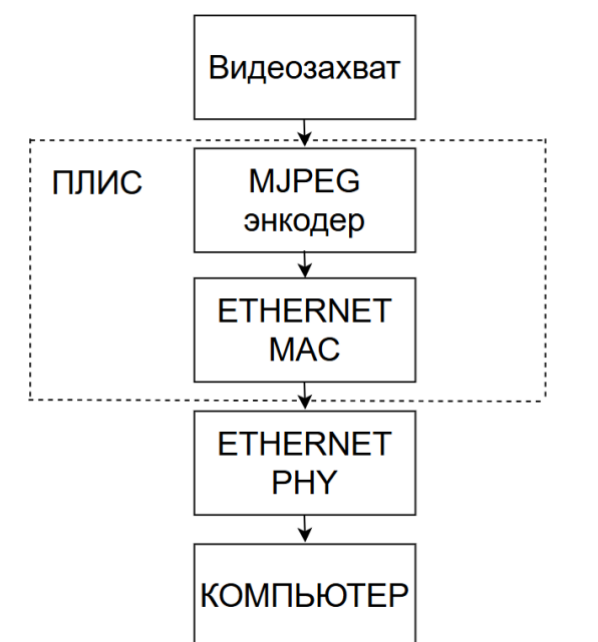 Видеозахват
ПЛИС
MJPEG
энкодер
ETHERNET
MAC
ETHERNET
PHY
КОМПЬЮТЕР